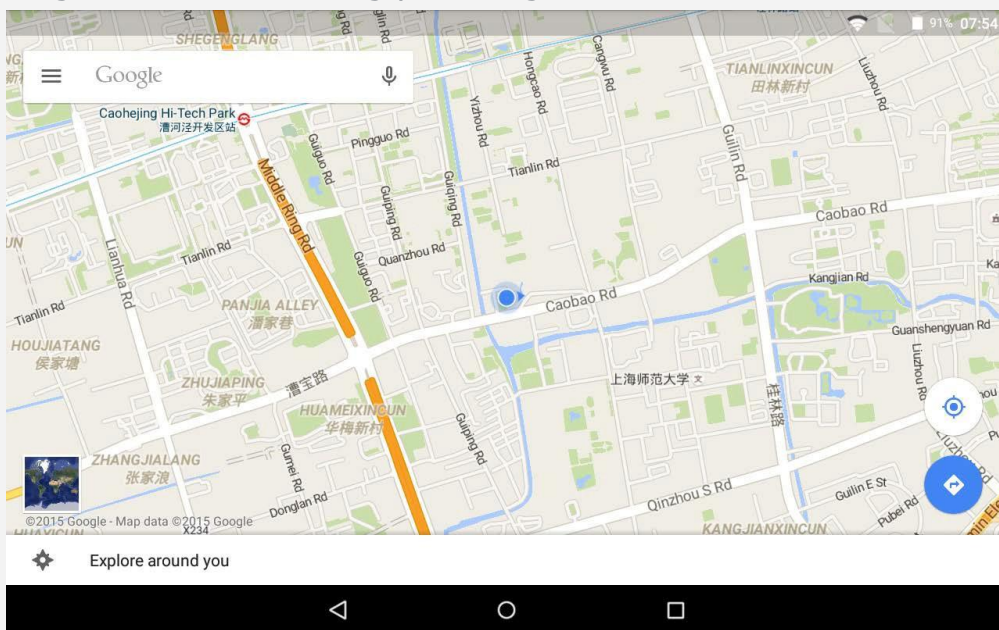 91% 07:54
SHEGENGLANG
Google
Caohejing Hi-Tech Park
漕河泾开发区站
Pingguo Rd
Guiguo Rd
Middle Ring Rd
Yizhou Rd
Hongcao Rd
Cangwu Rd
TIANLINXINCUN
田林新村
Liuzhou Rd
Guilin Rd
Tianlin Rd
Guiqing Rd
Guiping Rd
Quanzhou Rd
Guiguo Rd
Tianlin Rd
Lianhua Rd
Tianlin Rd
Caobao Rd
Caobao Rd
Kangjian Rd
Guanshengyuan Rd
Liuzhou Rd
PANJIA ALLEY
潘家巷
HOUJIATANG
侯家塘
ZHUJIAPING
朱家平
漕宝路
HUAMEIXINCUN
华梅新村
上海师范大学
桂林路
Guiping Rd
Gumei Rd
Donglan Rd
ZHANGJIALANG
张家浪
Qinzhou S Rd
Guilin E St
Pubei Rd
KANGJIANXINCUN
©2015 Google - Map data ©2015 Google
X234
Explore around you